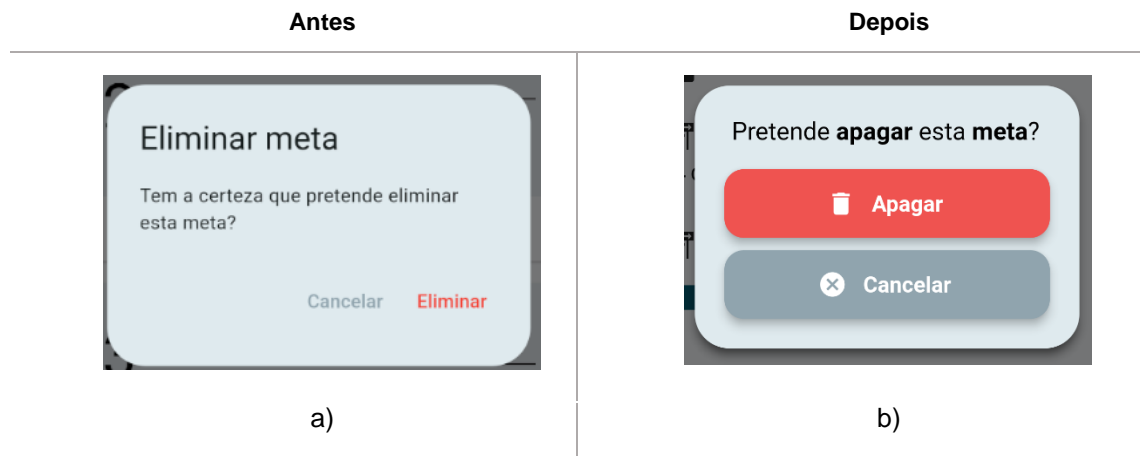 Antes
Depois
Eliminar meta
Tem a certeza que pretende eliminar
esta meta?
Cancelar Eliminar
Pretende apagar esta meta?
Apagar
Cancelar
a)
b)